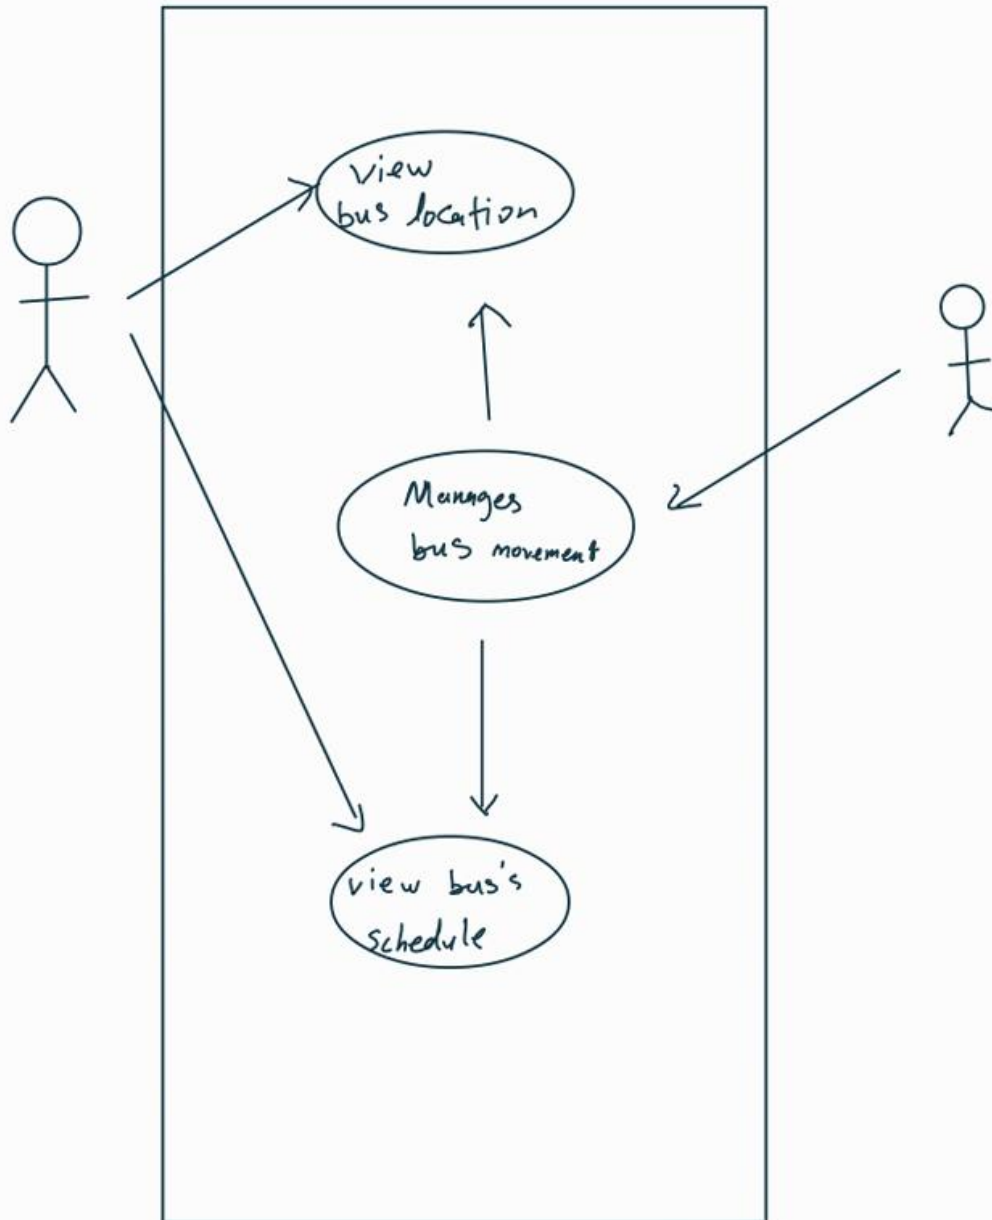 view
bus location
Manages
bus movement
view bus's
schedule